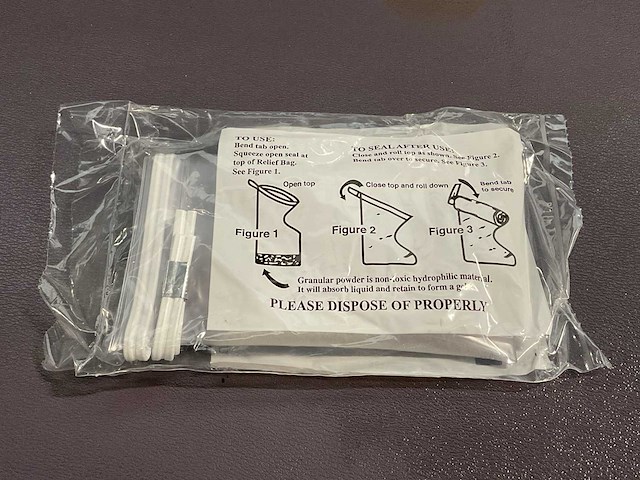 TO USE:
Bend tab open.
Squeeze open seal at
top of Relief Bag.
See Figure 1.
TO SEAL AFTER USE:
Close and roll top as shown. See Figure 2.
Bend tab over to secure. See Figure 3.
Open top
Close top and roll down
Bend tab
to secure
Figure 1
Figure 2
Figure 3
Granular powder is non-toxic hydrophilic material.
It will absorb liquid and retain to form a gel.
PLEASE DISPOSE OF PROPERLY